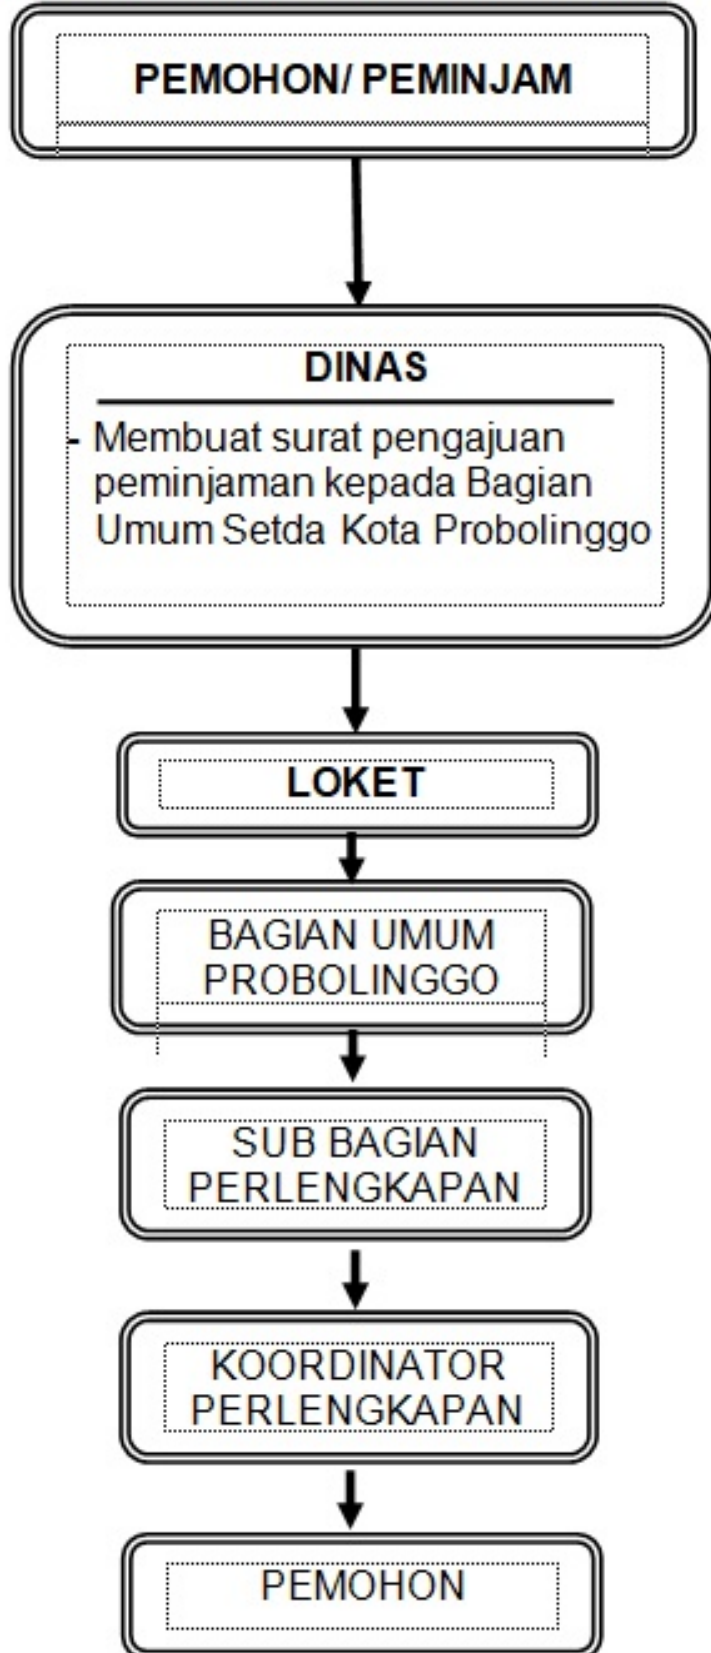 PEMOHON/ PEMINJAM
DINAS
- Membuat surat pengajuan
peminjaman kepada Bagian
Umum Setda Kota Probolinggo
LOKET
BAGIAN UMUM
PROBOLINGGO
SUB BAGIAN
PERLENGKAPAN
KOORDINATOR
PERLENGKAPAN
PEMOHON